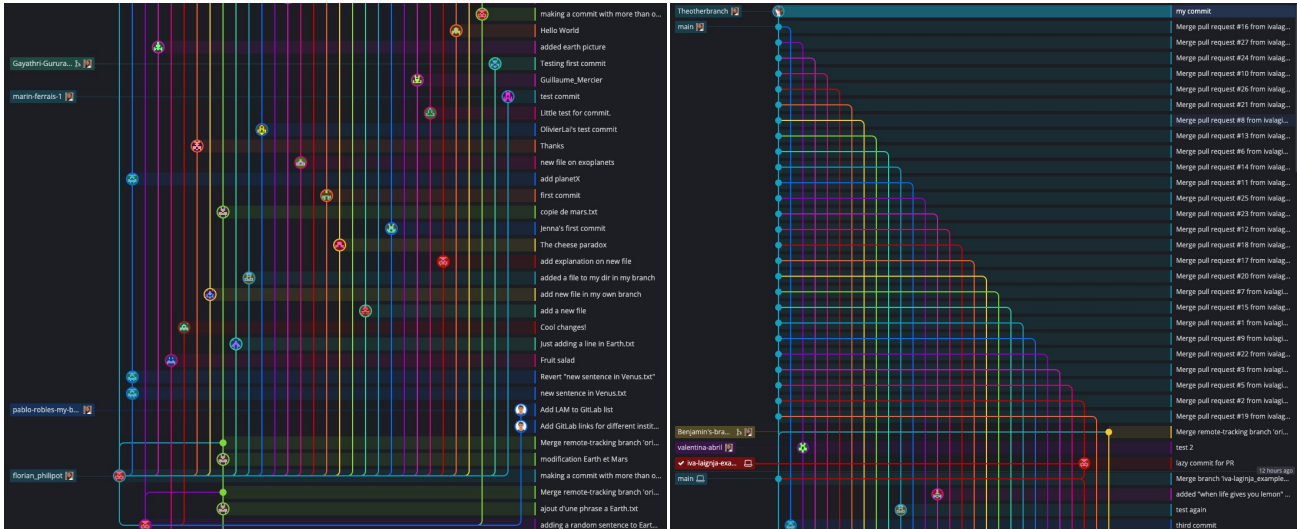 making a commit with more than o...
Hello World
added earth picture
Gayathri-Gurura...
Testing first commit
Guillaume_Mercier
marin-ferrais-1
test commit
Little test for commit.
OlivierLai's test commit
Thanks
new file on exoplanets
add planetX
first commit
copie de mars.txt
Jenna's first commit
The cheese paradox
add explanation on new file
added a file to my dir in my branch
add new file in my own branch
add a new file
Cool changes!
Just adding a line in Earth.txt
Fruit salad
Revert "new sentence in Venus.txt"
new sentence in Venus.txt
pablo-robles-my-b...
Add LAM to GitLab list
Add GitLab links for different instit...
Merge remote-tracking branch 'ori...
modification Earth et Mars
florian_philipot
making a commit with more than o...
Merge remote-tracking branch 'ori...
ajout d'une phrase a Earth.txt
adding a random sentence to Eart...
Theotherbranch
my commit
main
Merge pull request #16 from ivalag...
Merge pull request #27 from ivalag...
Merge pull request #24 from ivalag...
Merge pull request #10 from ivalag...
Merge pull request #26 from ivalag...
Merge pull request #21 from ivalag...
Merge pull request #8 from ivalagi...
Merge pull request #13 from ivalag...
Merge pull request #6 from ivalagi...
Merge pull request #14 from ivalag...
Merge pull request #11 from ivalag...
Merge pull request #25 from ivalag...
Merge pull request #23 from ivalag...
Merge pull request #12 from ivalag...
Merge pull request #18 from ivalag...
Merge pull request #17 from ivalag...
Merge pull request #20 from ivalag...
Merge pull request #7 from ivalagi...
Merge pull request #15 from ivalag...
Merge pull request #1 from ivalagi...
Merge pull request #9 from ivalagi...
Merge pull request #22 from ivalag...
Merge pull request #3 from ivalagi...
Merge pull request #5 from ivalagi...
Merge pull request #2 from ivalagi...
Merge pull request #19 from ivalag...
Benjamin's-bra...
Merge remote-tracking branch 'ori...
valentina-abril
test 2
iva-laignja-exa...
lazy commit for PR
12 hours ago
main
Merge branch 'iva_laginja_example...
added "when life gives you lemon" ...
test again
third commit